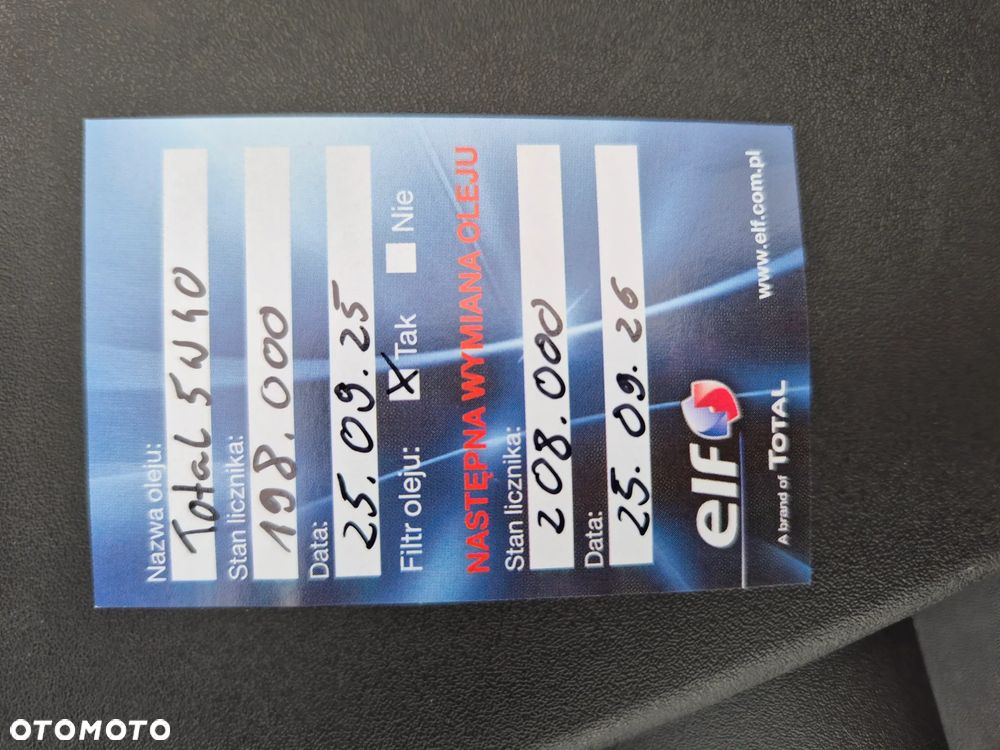 Nazwa oleju:
Total 5W40
Stan licznika:
198.000
Data:
25.09.25
Filtr oleju: X Tak Nie
NASTĘPNA WYMIANA OLEJU
Stan licznika:
208.000
Data:
25.09.26
elf
A brand of TOTAL
www.elf.com.pl
OTOMOTO